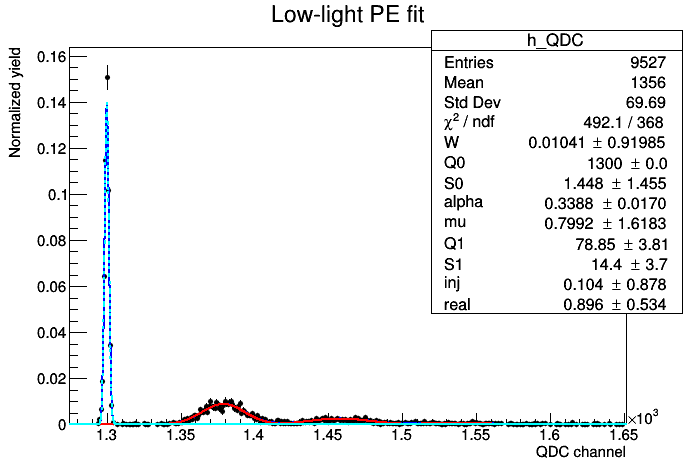 Low-light PE fit
h_QDC
Entries 9527
Mean 1356
Std Dev 69.69
χ² / ndf 492.1 / 368
W 0.01041 ± 0.91985
Q0 1300 ± 0.0
S0 1.448 ± 1.455
alpha 0.3388 ± 0.0170
mu 0.7992 ± 1.6183
Q1 78.85 ± 3.81
S1 14.4 ± 3.7
inj 0.104 ± 0.878
real 0.896 ± 0.534
Normalized yield
0.16
0.14
0.12
0.1
0.08
0.06
0.04
0.02
0
1.3 1.35 1.4 1.45 1.5 1.55 1.6 1.65
×10³
QDC channel